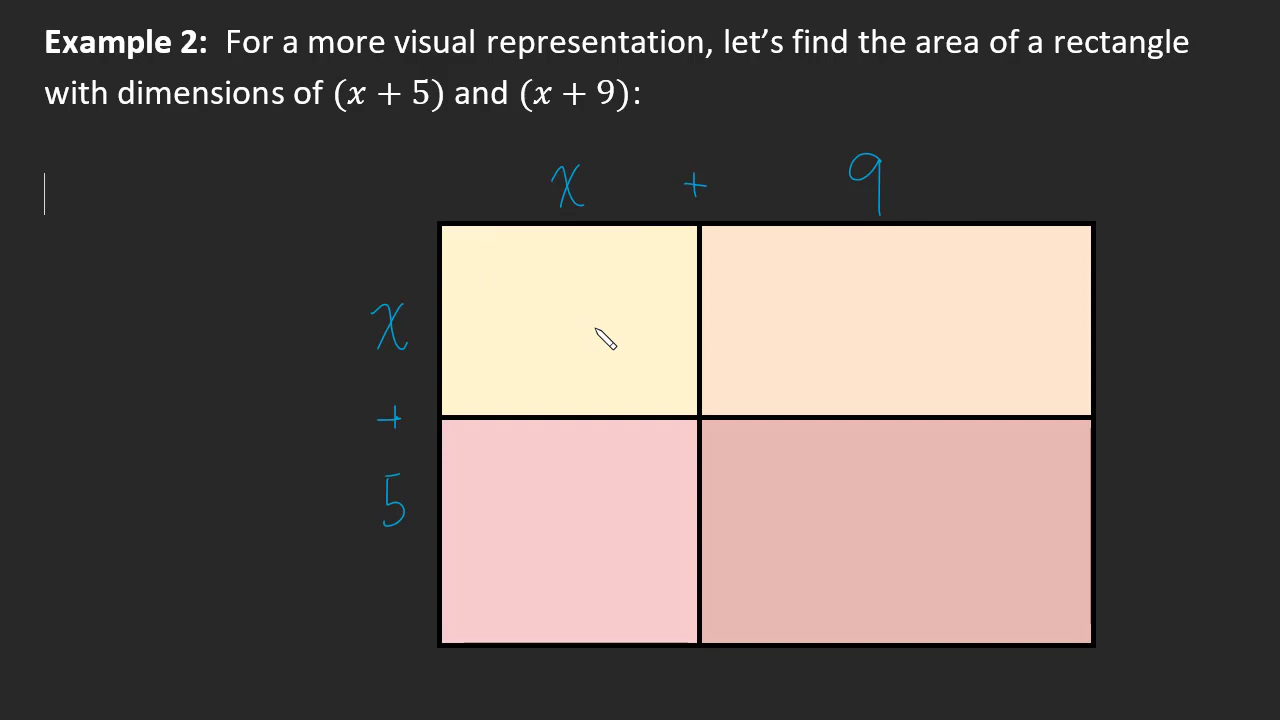 Example 2: For a more visual representation, let’s find the area of a rectangle
with dimensions of (x + 5) and (x + 9):
x + 9
x
+
5